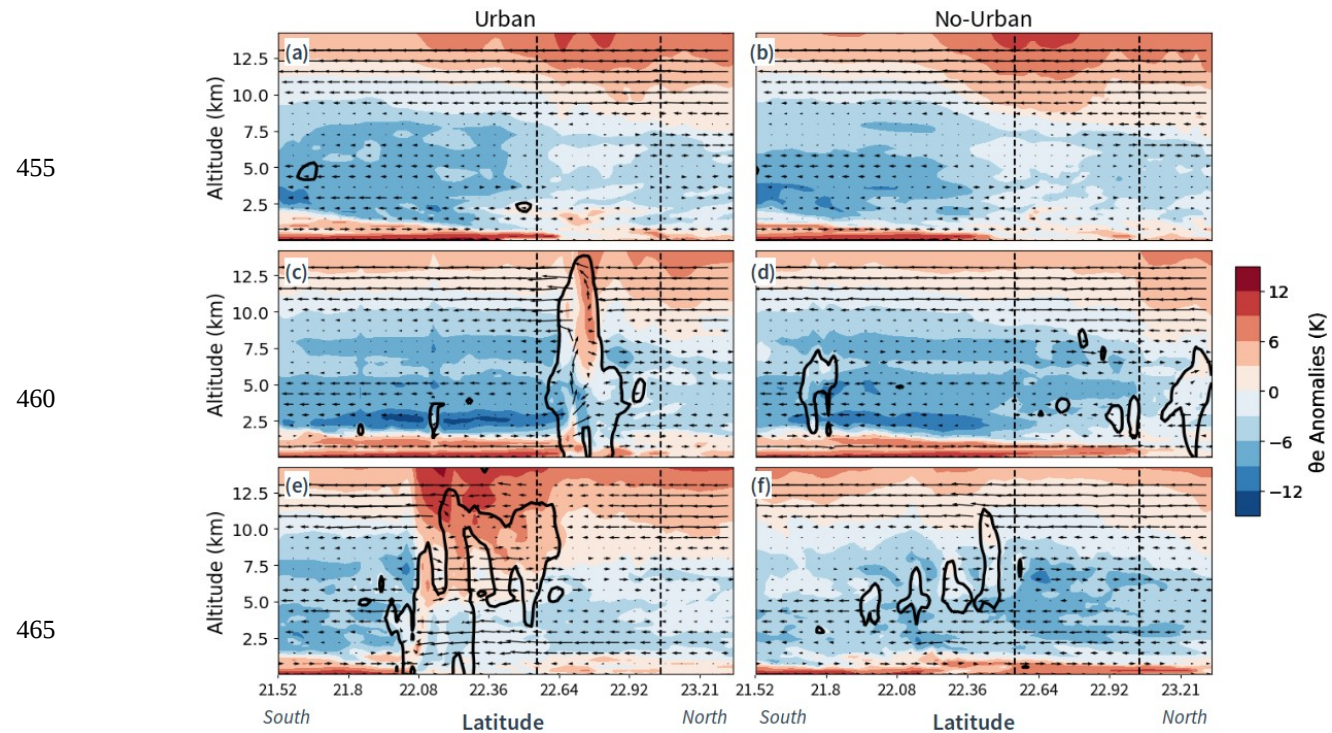 Urban No-Urban
(a) (b)
12.5
10.0
7.5
5.0
2.5
Altitude (km)
455
(c) (d)
12.5
10.0
7.5
5.0
2.5
Altitude (km)
460
(e) (f)
12.5
10.0
7.5
5.0
2.5
Altitude (km)
465
12
6
0
−6
−12
θe Anomalies (K)
21.52 21.8 22.08 22.36 22.64 22.92 23.21 21.52 21.8 22.08 22.36 22.64 22.92 23.21
South Latitude North South Latitude North